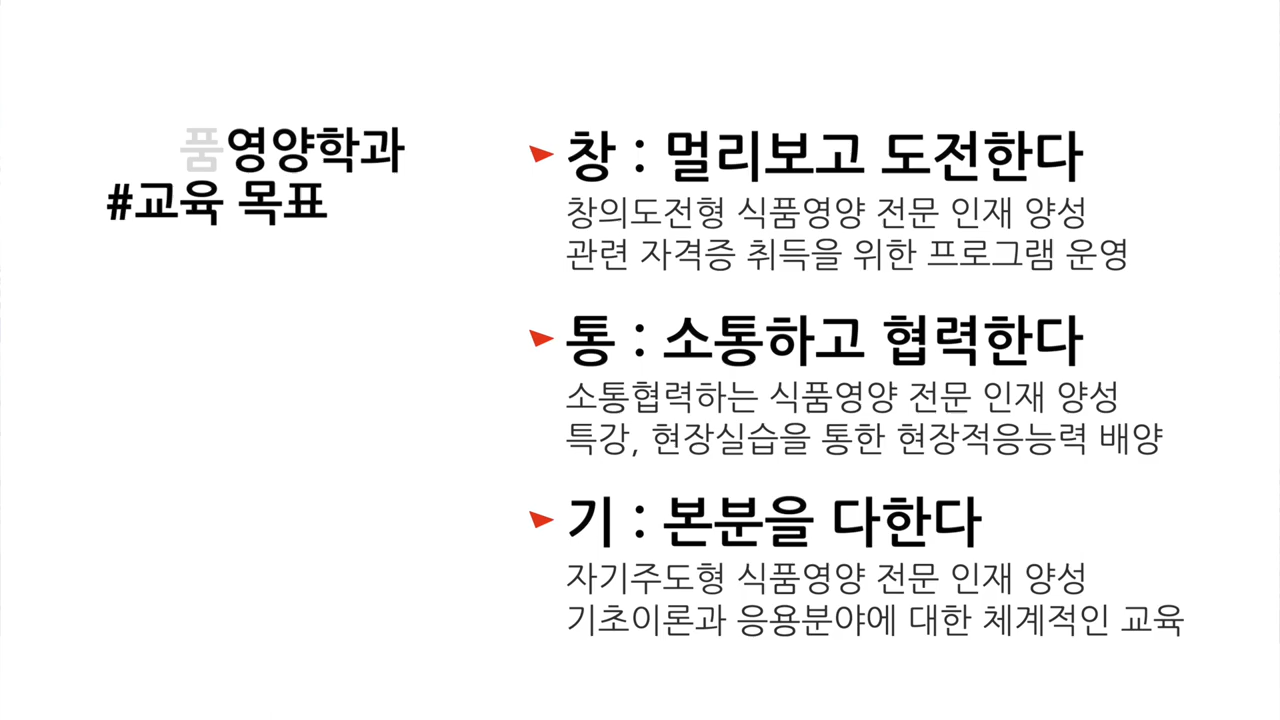 품영양학과
#교육 목표
창 : 멀리보고 도전한다
창의도전형 식품영양 전문 인재 양성
관련 자격증 취득을 위한 프로그램 운영
통 : 소통하고 협력한다
소통협력하는 식품영양 전문 인재 양성
특강, 현장실습을 통한 현장적응능력 배양
기 : 본분을 다한다
자기주도형 식품영양 전문 인재 양성
기초이론과 응용분야에 대한 체계적인 교육